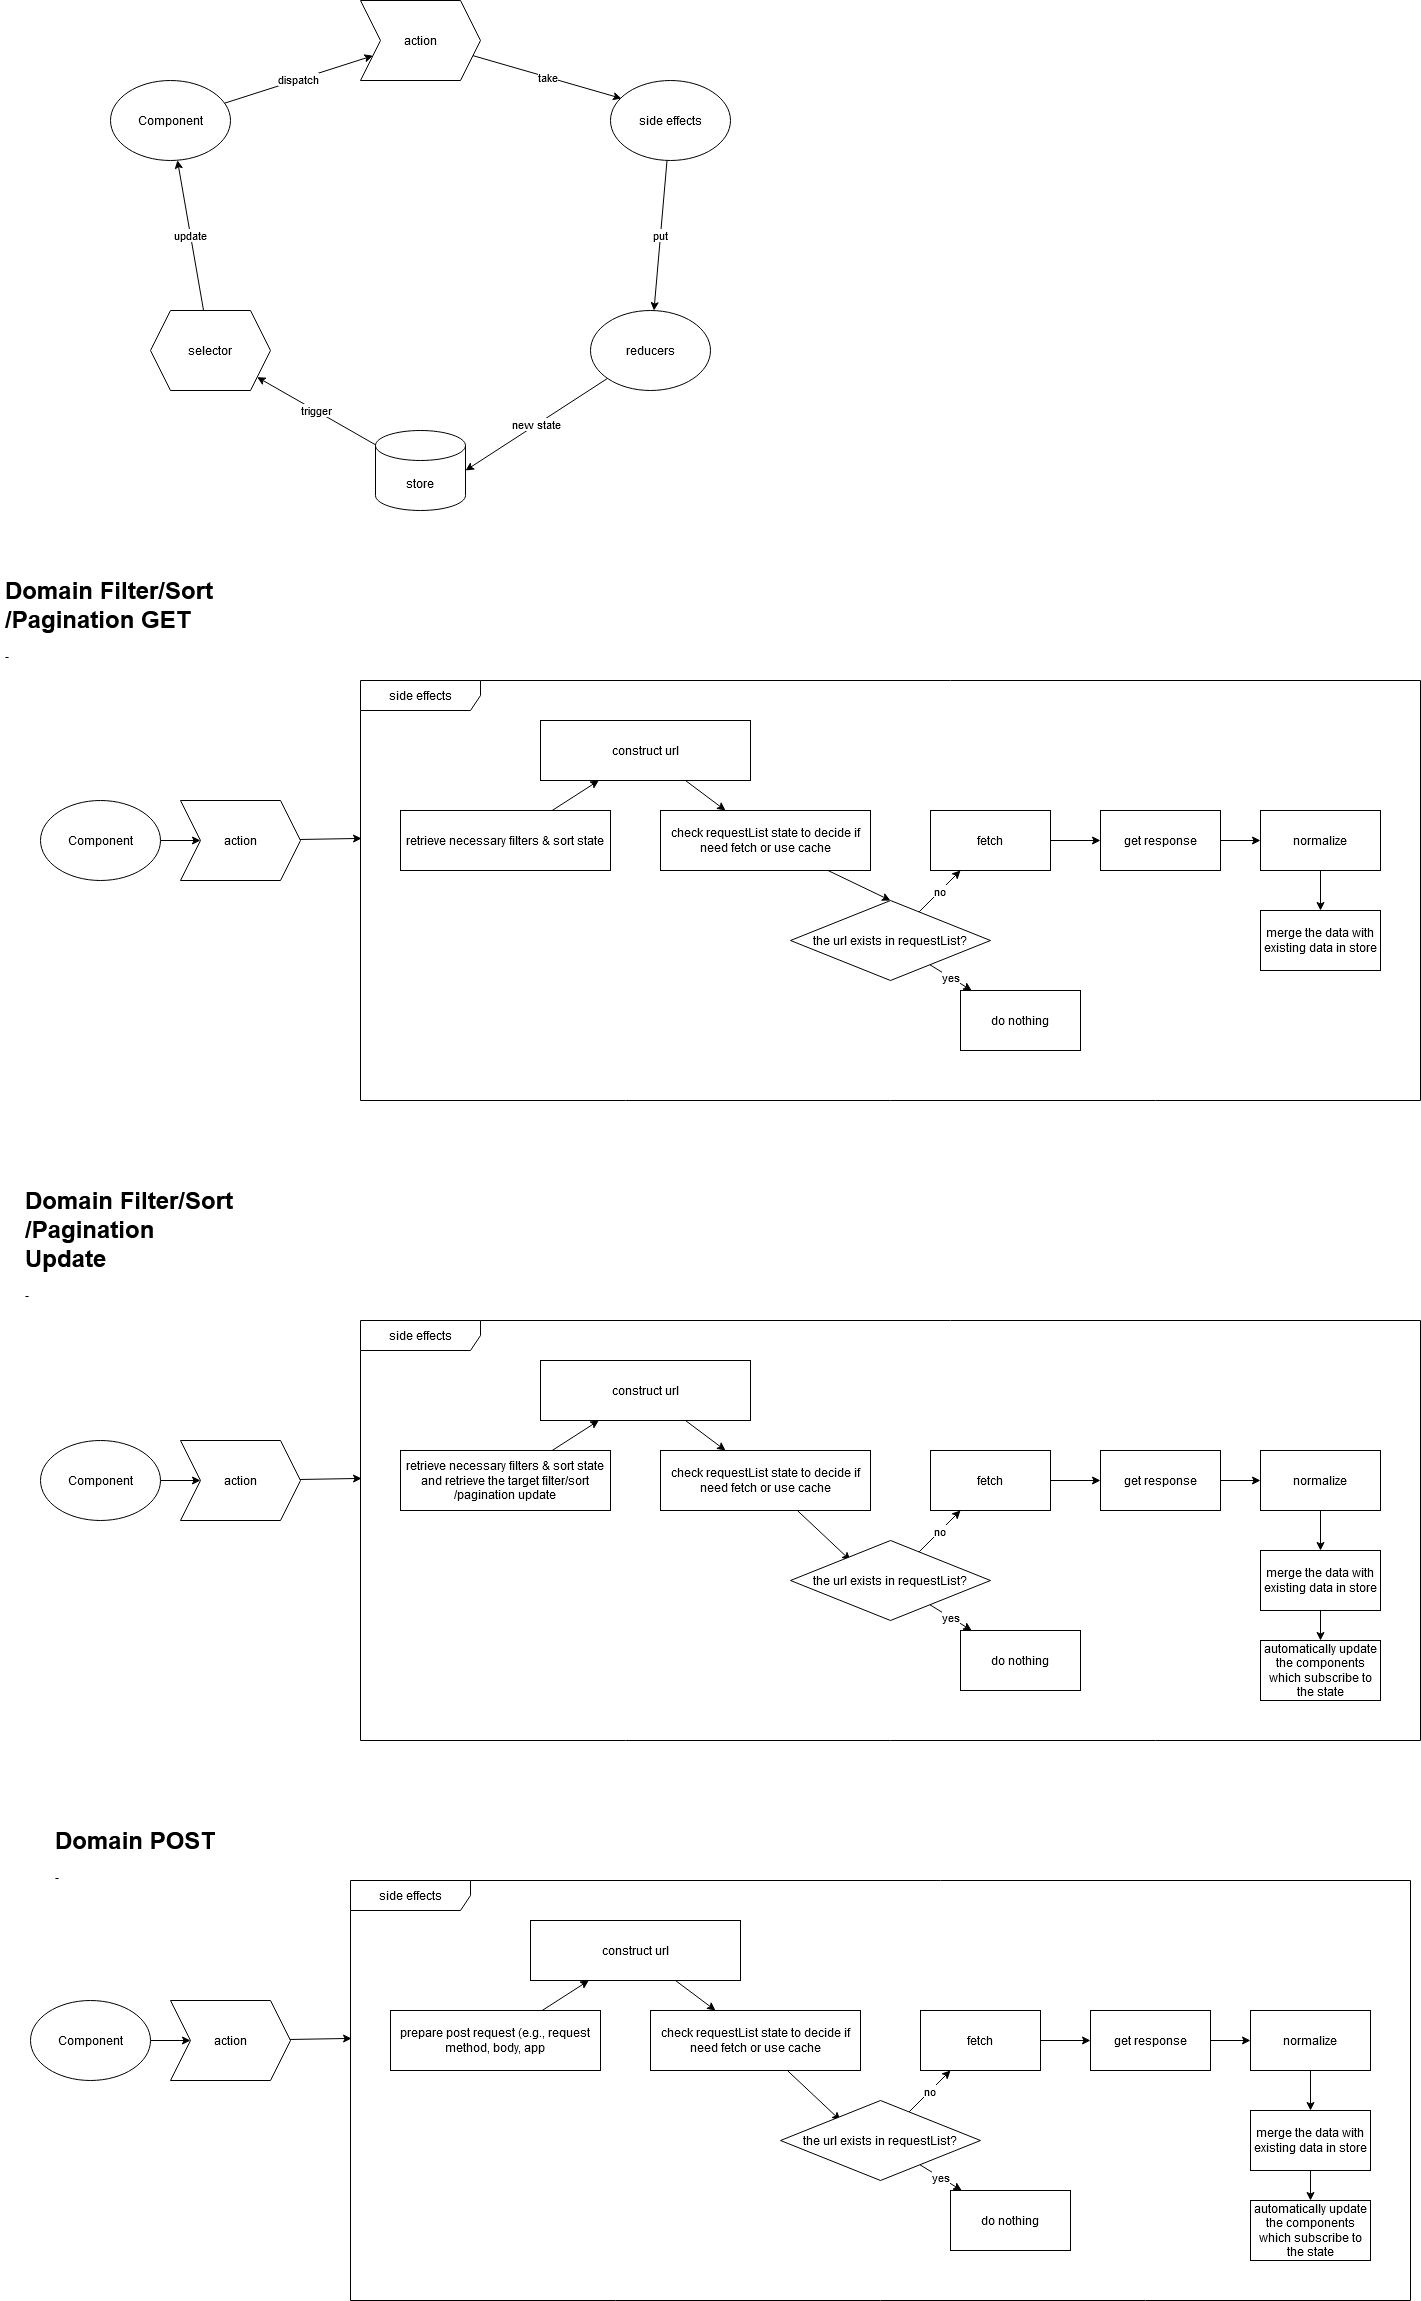 action
dispatch
take
Component
side effects
update
put
selector
reducers
trigger
new state
store
Domain Filter/Sort
/Pagination GET
-
side effects
construct url
Component
action
retrieve necessary filters & sort state
check requestList state to decide if
need fetch or use cache
fetch
get response
normalize
no
the url exists in requestList?
merge the data with
existing data in store
yes
do nothing
Domain Filter/Sort
/Pagination
Update
-
side effects
construct url
Component
action
retrieve necessary filters & sort state
and retrieve the target filter/sort
/pagination update
check requestList state to decide if
need fetch or use cache
fetch
get response
normalize
no
the url exists in requestList?
merge the data with
existing data in store
yes
do nothing
automatically update
the components
which subscribe to
the state
Domain POST
-
side effects
construct url
Component
action
prepare post request (e.g., request
method, body, app
check requestList state to decide if
need fetch or use cache
fetch
get response
normalize
no
the url exists in requestList?
merge the data with
existing data in store
yes
do nothing
automatically update
the components
which subscribe to
the state